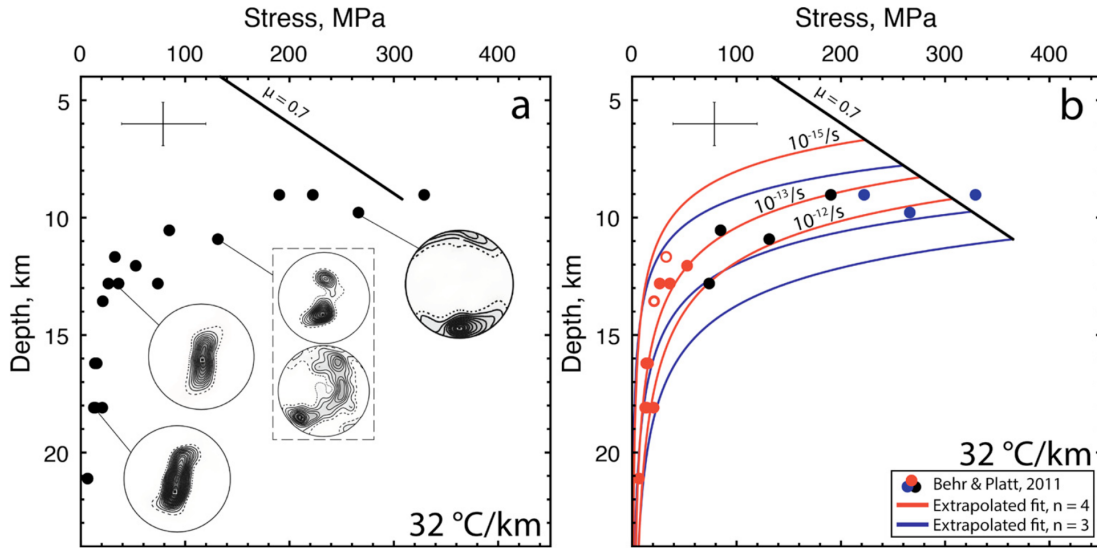 Stress, MPa
0 100 200 300 400
5
10
15
20
Depth, km
μ = 0.7
a
32 °C/km
Stress, MPa
0 100 200 300 400
5
10
15
20
Depth, km
μ = 0.7
b
10⁻¹⁵/s
10⁻¹³/s
10⁻¹²/s
32 °C/km
Behr & Platt, 2011
Extrapolated fit, n = 4
Extrapolated fit, n = 3